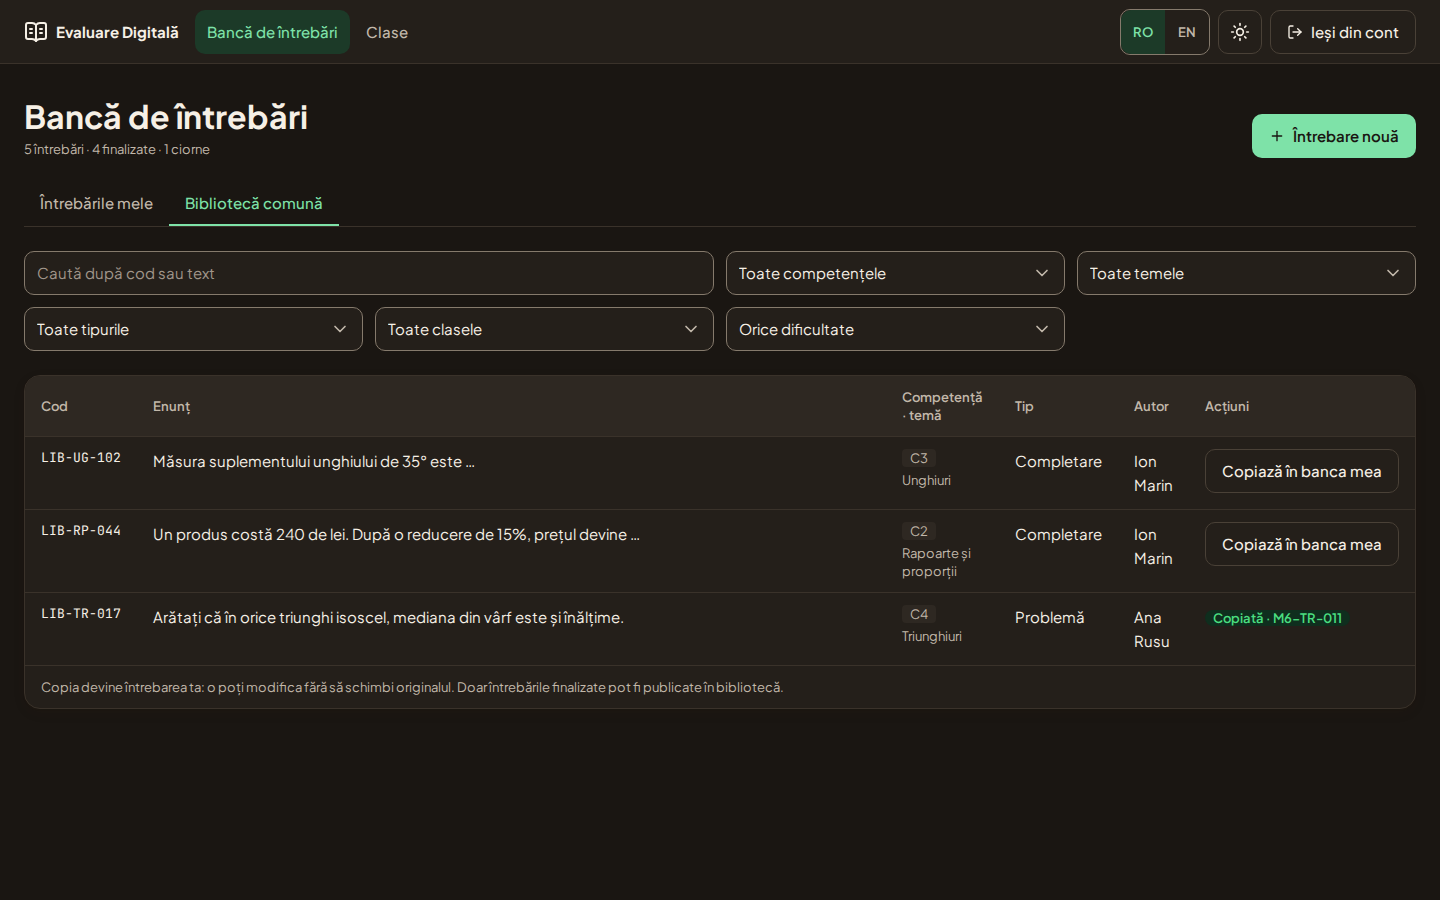 Evaluare Digitală
Bancă de întrebări
Clase
RO
EN
Ieși din cont
Bancă de întrebări
5 întrebări · 4 finalizate · 1 ciorne
Întrebare nouă
Întrebările mele
Bibliotecă comună
Caută după cod sau text
Toate competențele
Toate temele
Toate tipurile
Toate clasele
Orice dificultate
Cod
Enunț
Competență
· temă
Tip
Autor
Acțiuni
LIB-UG-102
Măsura suplementului unghiului de 35° este …
C3
Unghiuri
Completare
Ion
Marin
Copiază în banca mea
LIB-RP-044
Un produs costă 240 de lei. După o reducere de 15%, prețul devine …
C2
Rapoarte și
proporții
Completare
Ion
Marin
Copiază în banca mea
LIB-TR-017
Arătați că în orice triunghi isoscel, mediana din vârf este și înălțime.
C4
Triunghiuri
Problemă
Ana
Rusu
Copiată · M6-TR-011
Copia devine întrebarea ta: o poți modifica fără să schimbi originalul. Doar întrebările finalizate pot fi publicate în bibliotecă.